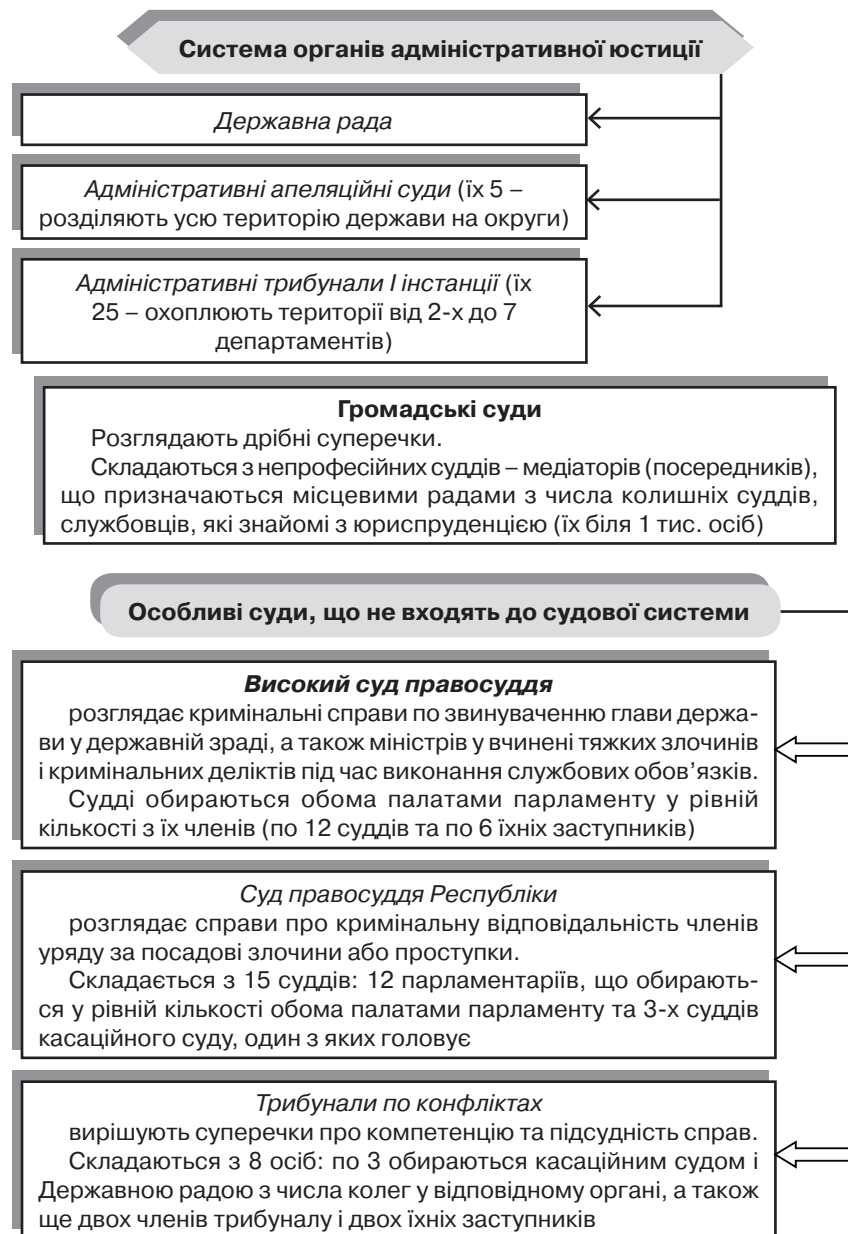 Система органів адміністративної юстиції
Державна рада
Адміністративні апеляційні суди (їх 5 –
розділяють усю територію держави на округи)
Адміністративні трибунали І інстанції (їх
25 – охоплюють території від 2-х до 7
департаментів)
Громадські суди
Розглядають дрібні суперечки.
Складаються з непрофесійних суддів – медіаторів (посередників),
що призначаються місцевими радами з числа колишніх суддів,
службовців, які знайомі з юриспруденцією (їх біля 1 тис. осіб)
Особливі суди, що не входять до судової системи
Високий суд правосуддя
розглядає кримінальні справи по звинуваченню глави держа-
ви у державній зраді, а також міністрів у вчинені тяжких злочинів
і кримінальних деліктів під час виконання службових обов’язків.
Судді обираються обома палатами парламенту у рівній
кількості з їх членів (по 12 суддів та по 6 їхніх заступників)
Суд правосуддя Республіки
розглядає справи про кримінальну відповідальність членів
уряду за посадові злочини або проступки.
Складається з 15 суддів: 12 парламентаріїв, що обирають-
ся у рівній кількості обома палатами парламенту та 3-х суддів
касаційного суду, один з яких головує
Трибунали по конфліктах
вирішують суперечки про компетенцію та підсудність справ.
Складаються з 8 осіб: по 3 обираються касаційним судом і
Державною радою з числа колег у відповідному органі, а також
ще двох членів трибуналу і двох їхніх заступників